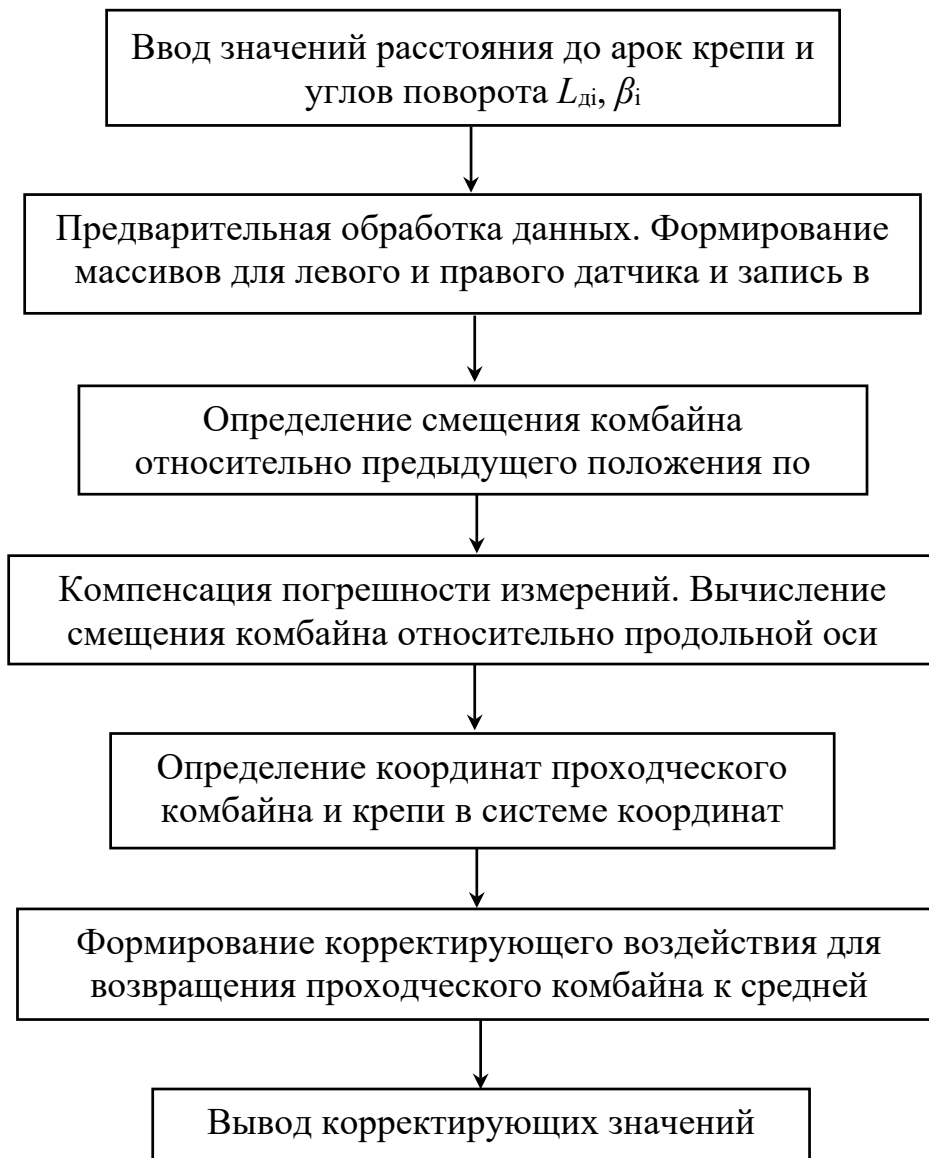 Ввод значений расстояния до арок крепи и
углов поворота Lдi, βi
Предварительная обработка данных. Формирование
массивов для левого и правого датчика и запись в
Определение смещения комбайна
относительно предыдущего положения по
Компенсация погрешности измерений. Вычисление
смещения комбайна относительно продольной оси
Определение координат проходческого
комбайна и крепи в системе координат
Формирование корректирующего воздействия для
возвращения проходческого комбайна к средней
Вывод корректирующих значений